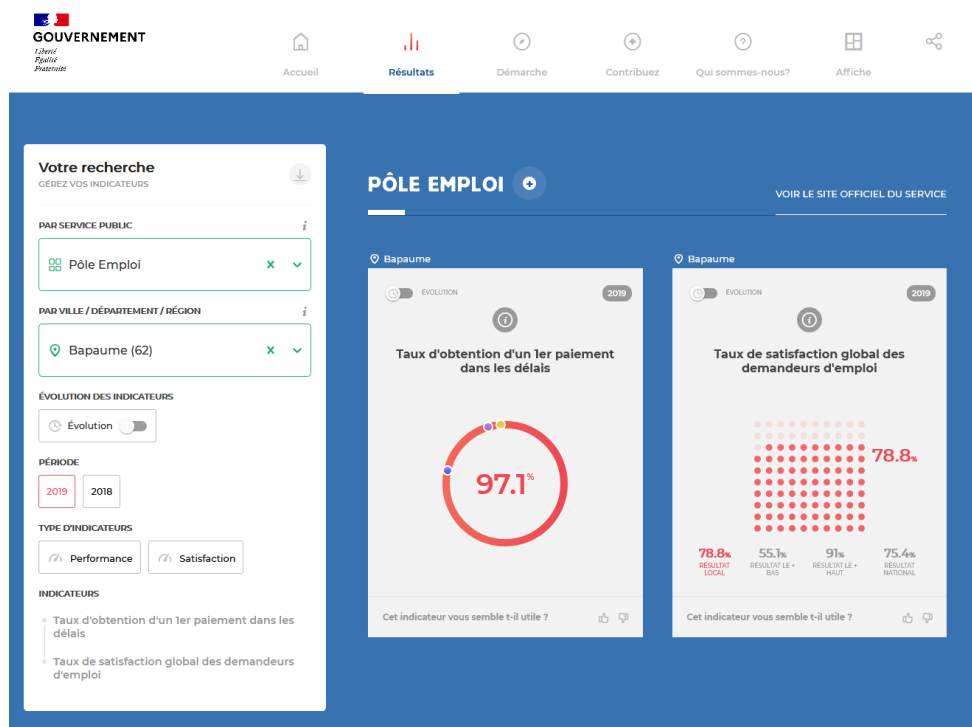 GOUVERNEMENT
Liberté
Égalité
Fraternité
Accueil
Résultats
Démarche
Contribuez
Qui sommes-nous?
Affiche
Votre recherche
GÉREZ VOS INDICATEURS
PAR SERVICE PUBLIC
i
Pôle Emploi
PAR VILLE / DÉPARTEMENT / RÉGION
i
Bapaume (62)
ÉVOLUTION DES INDICATEURS
Évolution
PÉRIODE
2019
2018
TYPE D'INDICATEURS
Performance
Satisfaction
INDICATEURS
Taux d'obtention d'un 1er paiement dans les
délais
Taux de satisfaction global des demandeurs
d'emploi
PÔLE EMPLOI
VOIR LE SITE OFFICIEL DU SERVICE
Bapaume
ÉVOLUTION
2019
Taux d'obtention d'un 1er paiement
dans les délais
97.1%
Cet indicateur vous semble t-il utile ?
Bapaume
ÉVOLUTION
2019
Taux de satisfaction global des
demandeurs d'emploi
78.8%
78.8%
RÉSULTAT
LOCAL
55.1%
RÉSULTAT LE +
BAS
91%
RÉSULTAT LE +
HAUT
75.4%
RÉSULTAT
NATIONAL
Cet indicateur vous semble t-il utile ?